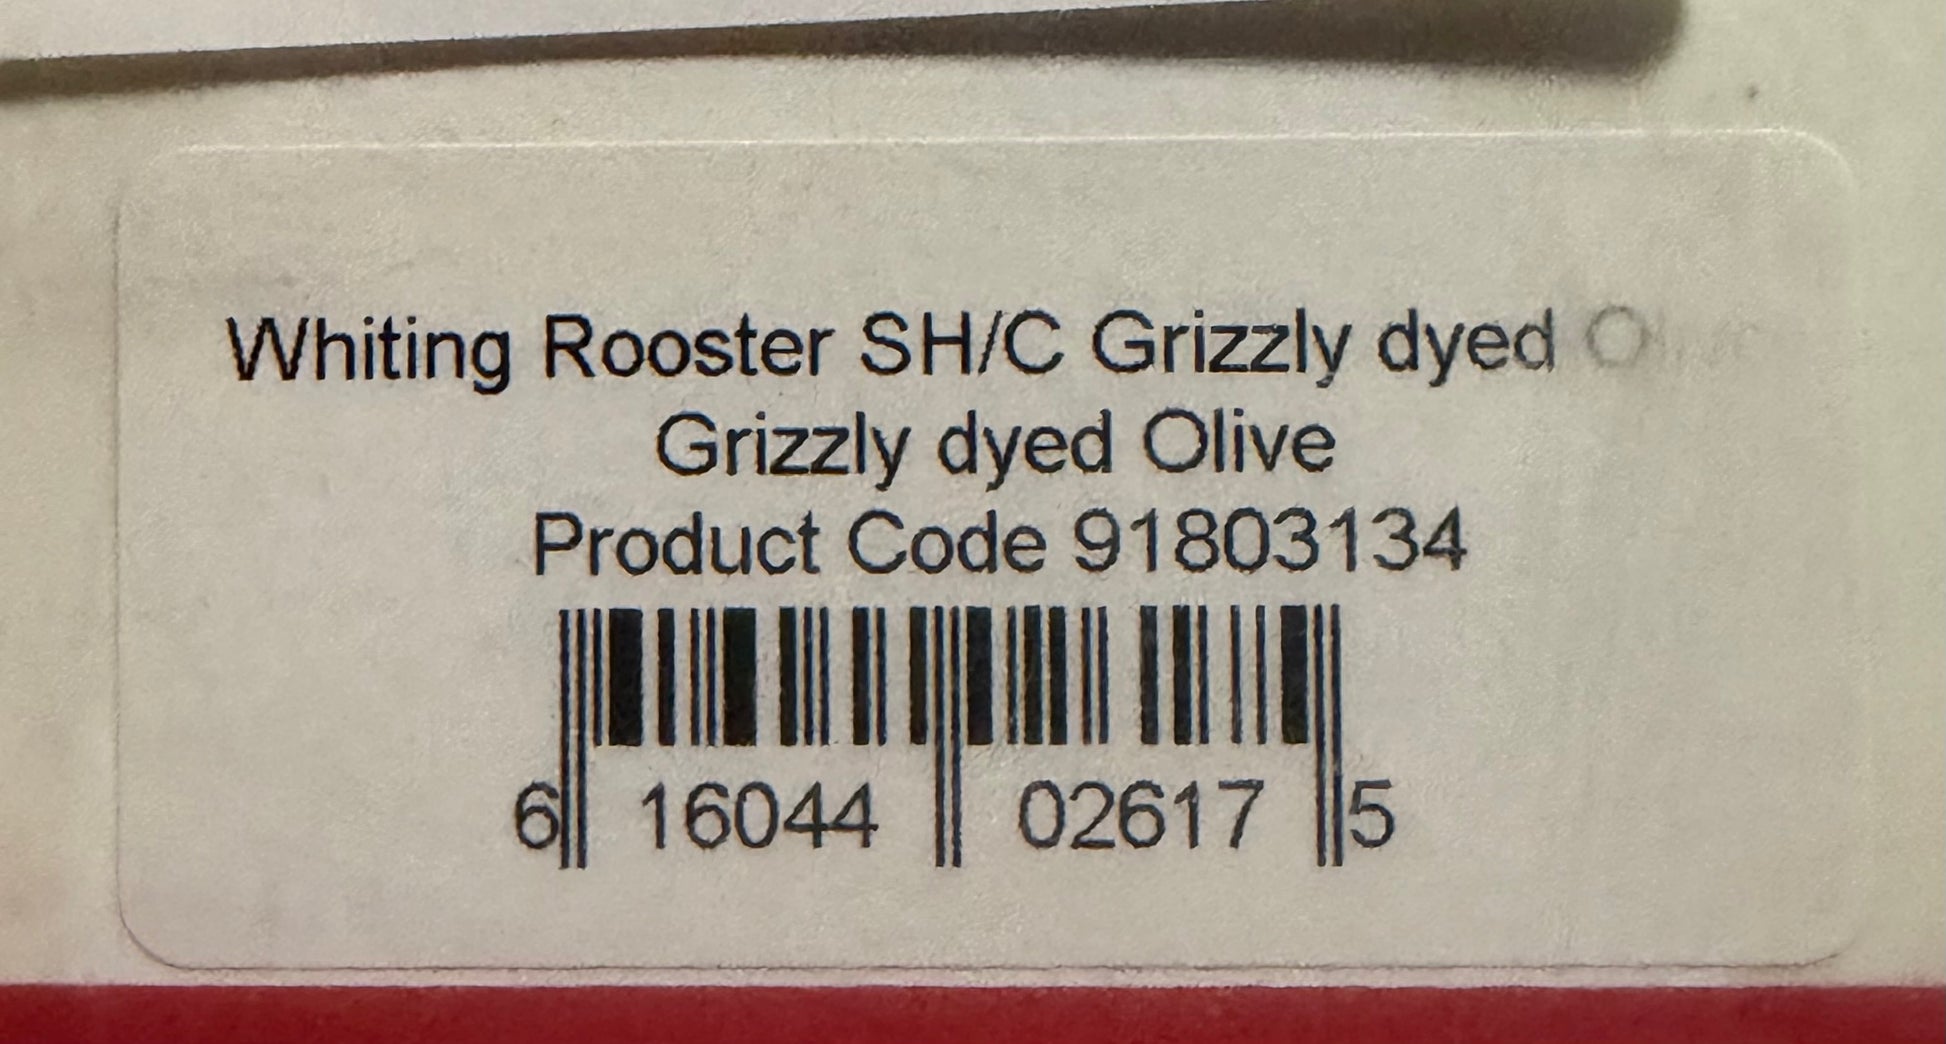 Whiting Rooster SH/C Grizzly dyed
Grizzly dyed Olive
Product Code 91803134
6 16044 02617 5